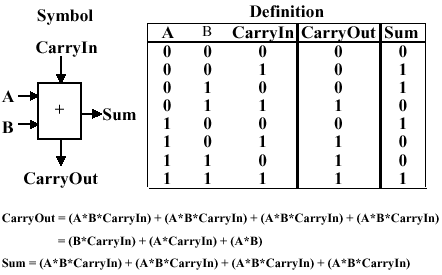 Symbol
Definition
CarryIn
A
B
+
Sum
CarryOut
A B CarryIn CarryOut Sum
0 0 0 0 0
0 0 1 0 1
0 1 0 0 1
0 1 1 1 0
1 0 0 0 1
1 0 1 1 0
1 1 0 1 0
1 1 1 1 1
CarryOut = (A*B*CarryIn) + (A*B*CarryIn) + (A*B*CarryIn) + (A*B*CarryIn)
= (B*CarryIn) + (A*CarryIn) + (A*B)
Sum = (A*B*CarryIn) + (A*B*CarryIn) + (A*B*CarryIn) + (A*B*CarryIn)